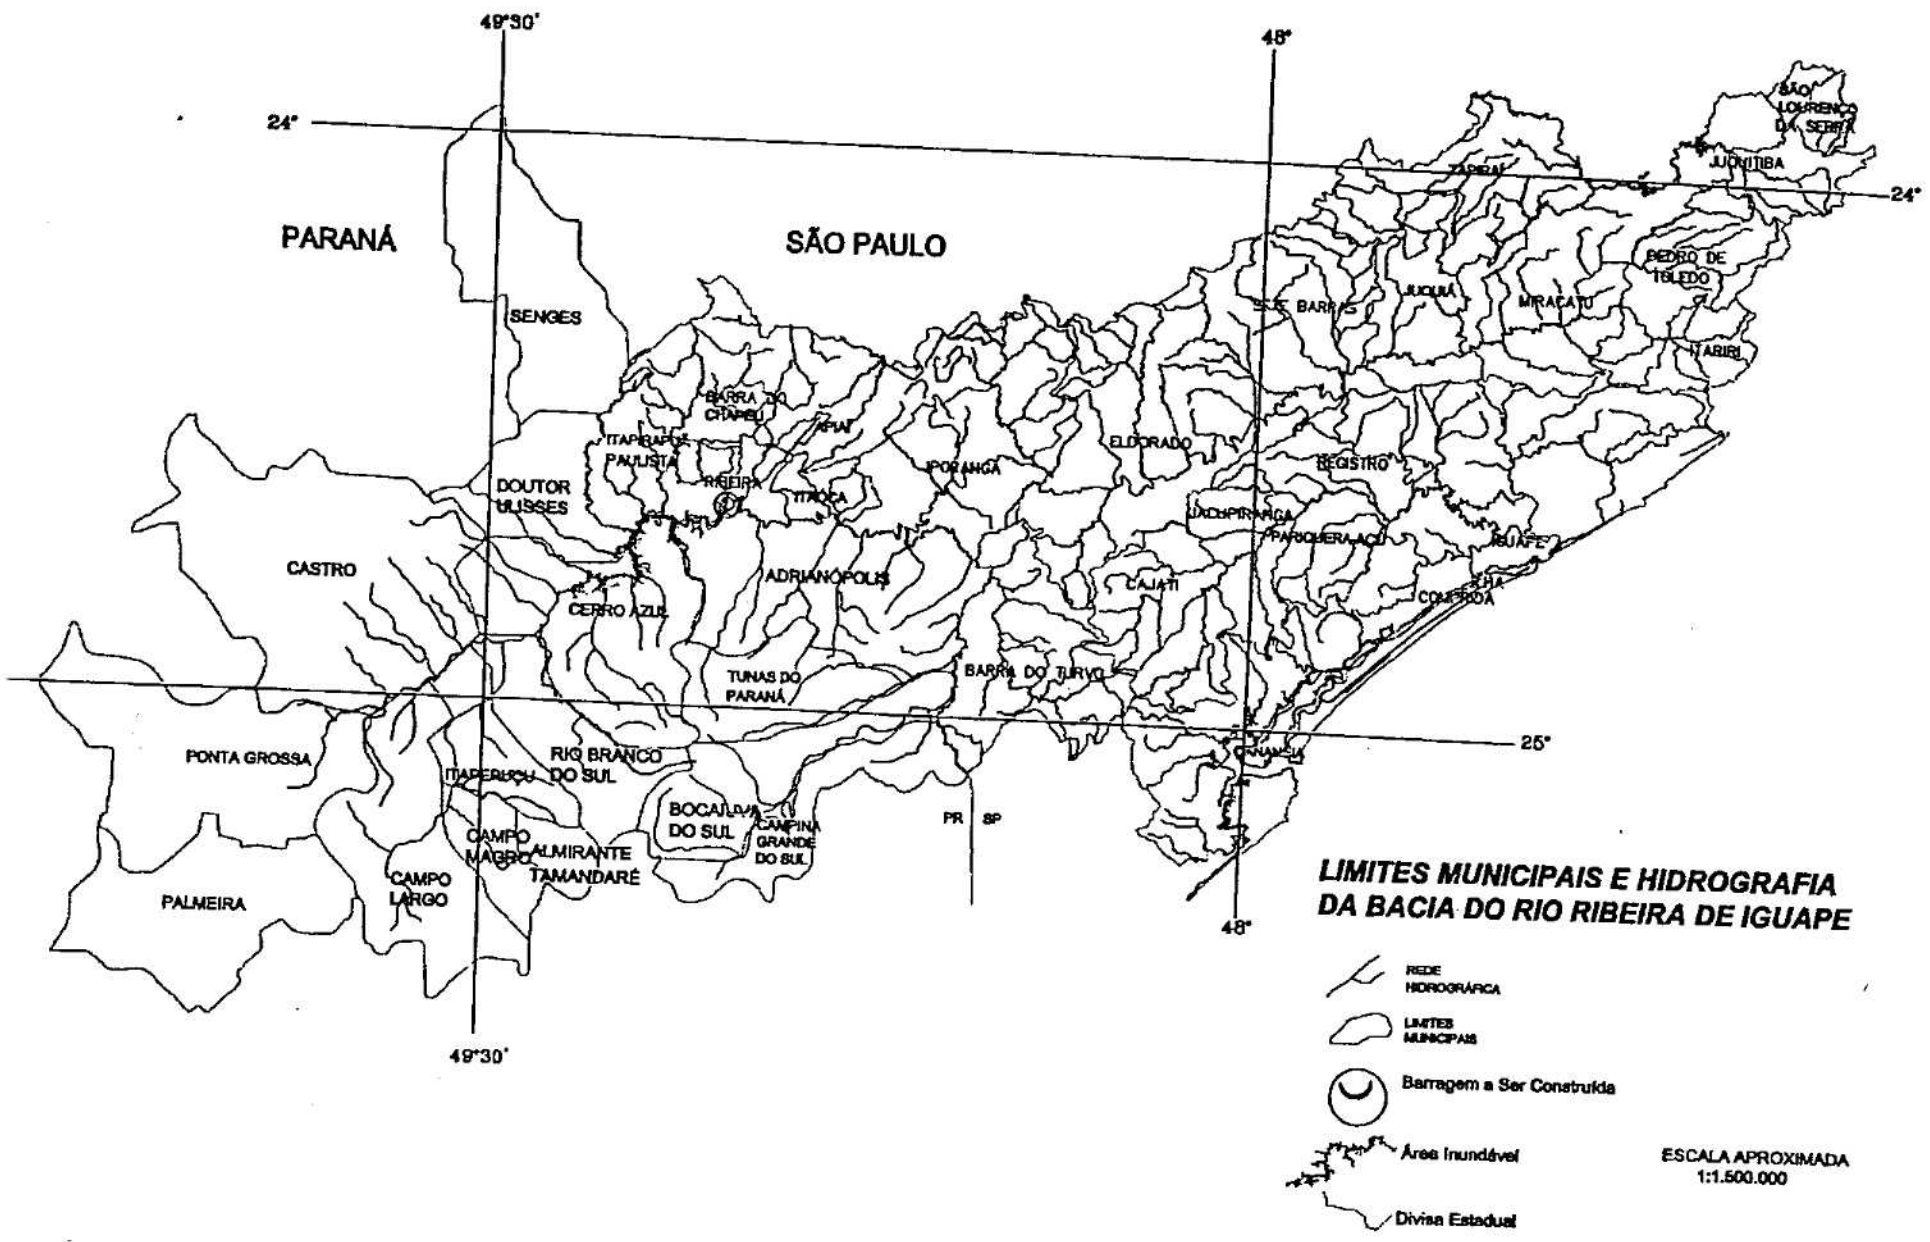 49°30'
48°
24°
SÃO
LOURENÇO
DA SERRA
JUQUITIBA
TAPIRAÍ
24°
PARANÁ
SÃO PAULO
PEDRO DE
TOLEDO
SENGES
SETE BARRAS
JUQUIÁ
MIRACATU
ITARIRI
BARRA DO
CHAPÉU
APIAÍ
ITAPIRAPUÃ
PAULISTA
ELDORADO
IPORANGA
REGISTRO
DOUTOR
ULISSES
RIBEIRA
ITAÓCA
JACUPIRANGA
PARIQUERA-AÇU
IGUAPE
CASTRO
ADRIANÓPOLIS
CAJATI
ILHA
COMPRIDA
CERRO AZUL
TUNAS DO
PARANÁ
BARRA DO TURVO
PONTA GROSSA
RIO BRANCO
DO SUL
ITAPERUÇU
CANANÉIA
25°
BOCAIUVA
DO SUL
CAMPINA
GRANDE
DO SUL
PR SP
CAMPO
MAGRO
ALMIRANTE
TAMANDARÉ
CAMPO
LARGO
PALMEIRA
48°
49°30'
LIMITES MUNICIPAIS E HIDROGRAFIA
DA BACIA DO RIO RIBEIRA DE IGUAPE
REDE
HIDROGRÁFICA
LIMITES
MUNICIPAIS
Barragem a Ser Construída
Área Inundável
Divisa Estadual
ESCALA APROXIMADA
1:1.500.000